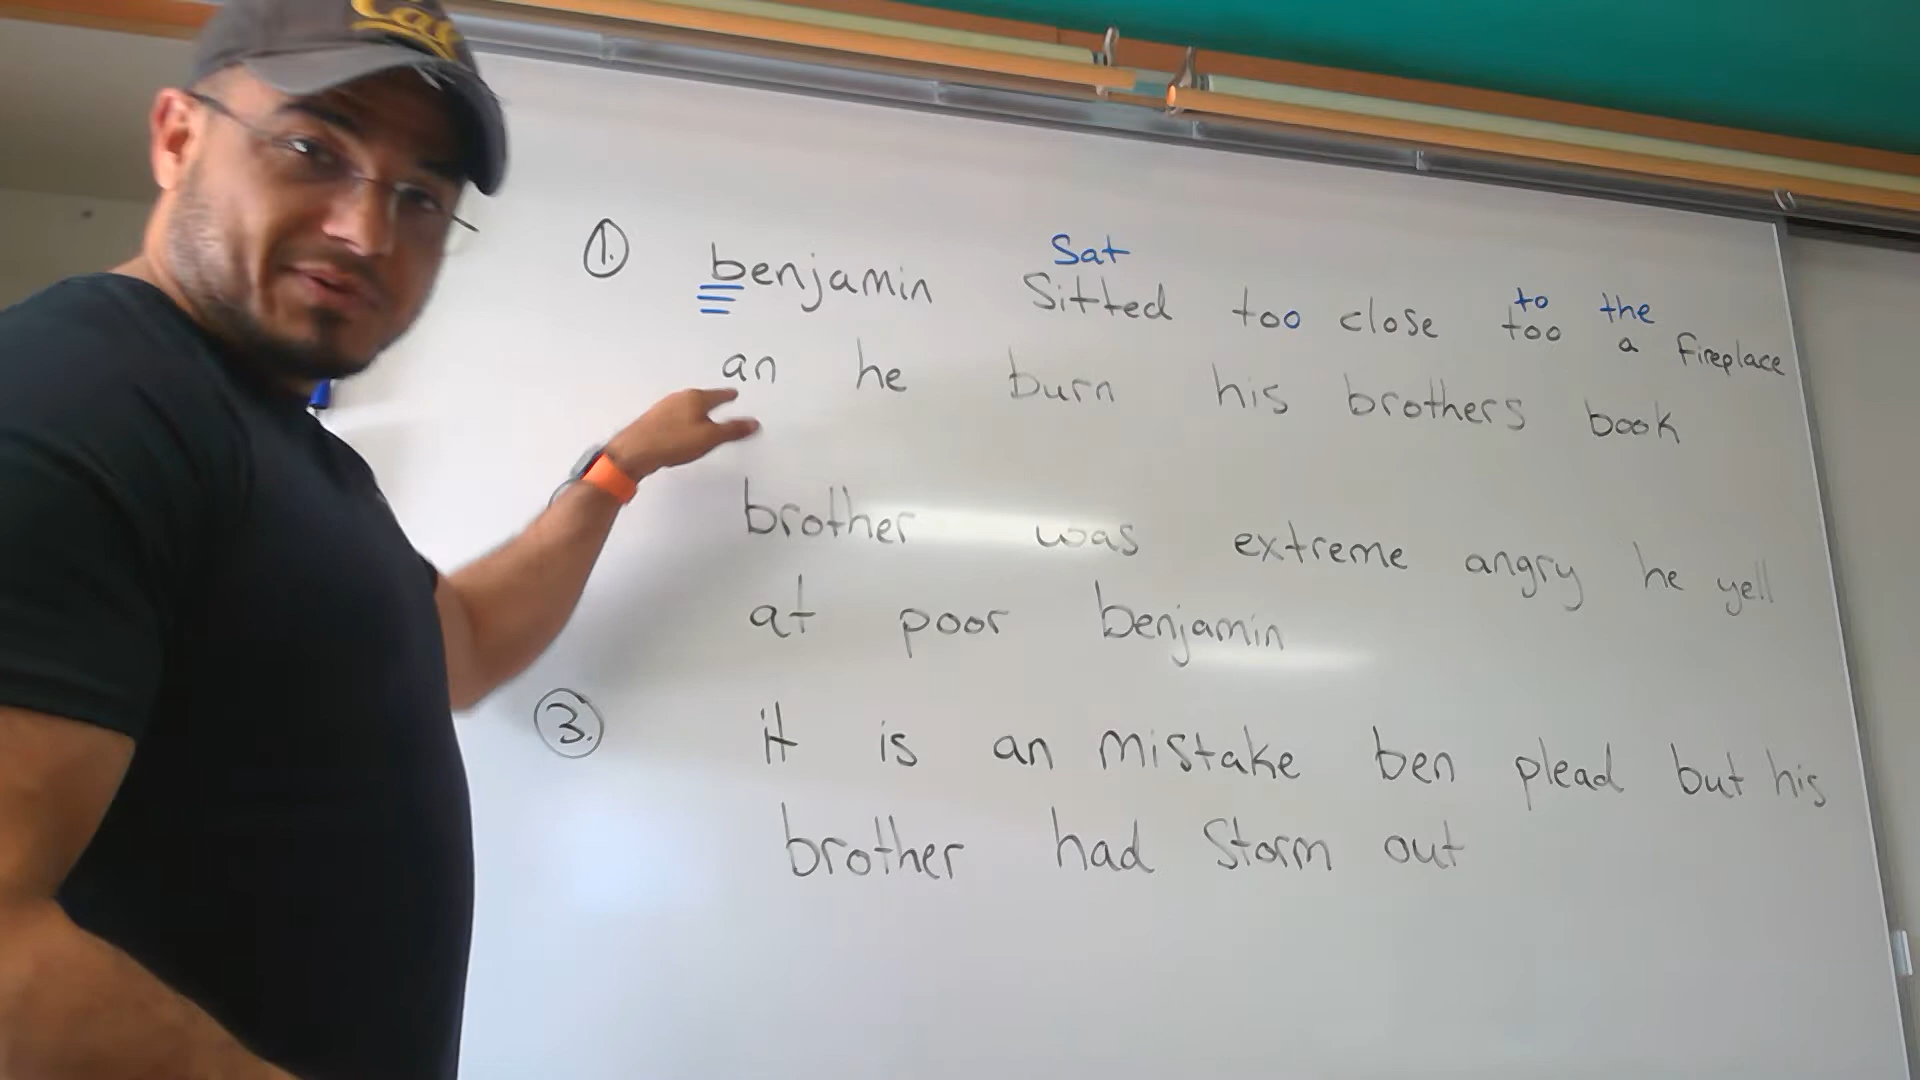 Cal
1. benjamin Sitted too close too a fireplace
Sat to the
an he burn his brothers book
brother was extreme angry he yell
at poor benjamin
3. it is an mistake ben plead but his
brother had Storm out